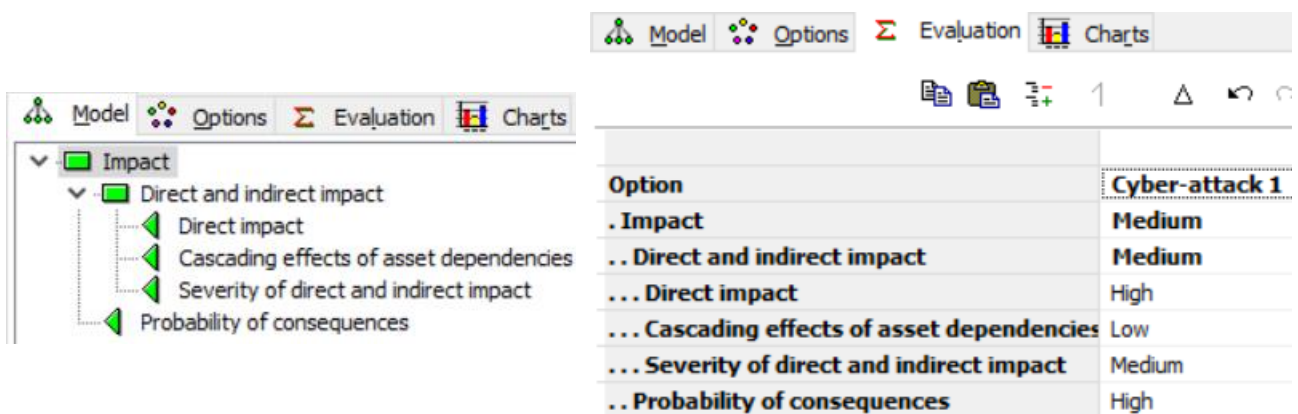 Model Options Σ Evaluation Charts
Impact
Direct and indirect impact
Direct impact
Cascading effects of asset dependencies
Severity of direct and indirect impact
Probability of consequences
Model Options Σ Evaluation Charts
1
Option Cyber-attack 1
. Impact Medium
. . Direct and indirect impact Medium
. . . Direct impact High
. . . Cascading effects of asset dependencies Low
. . . Severity of direct and indirect impact Medium
. . Probability of consequences High